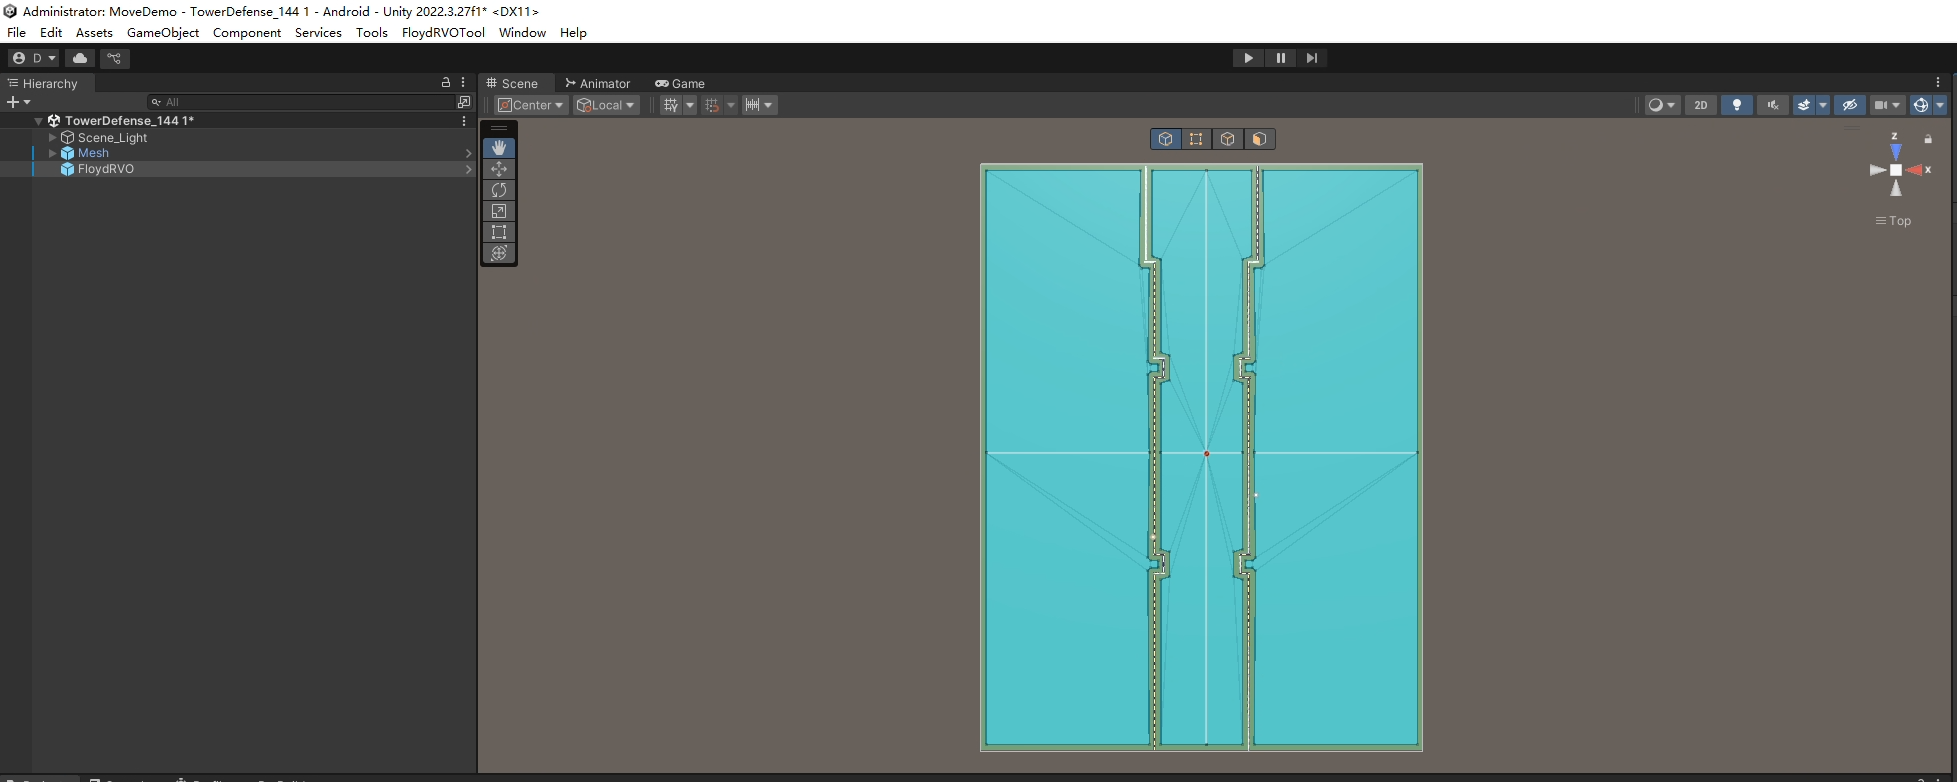 Administrator: MoveDemo - TowerDefense_144 1 - Android - Unity 2022.3.27f1* <DX11>
File Edit Assets GameObject Component Services Tools FloydRVOTool Window Help
D
Hierarchy
Scene Animator Game
All
Center Local 2D
TowerDefense_144 1*
Scene_Light
Mesh
FloydRVO
z
x
Top